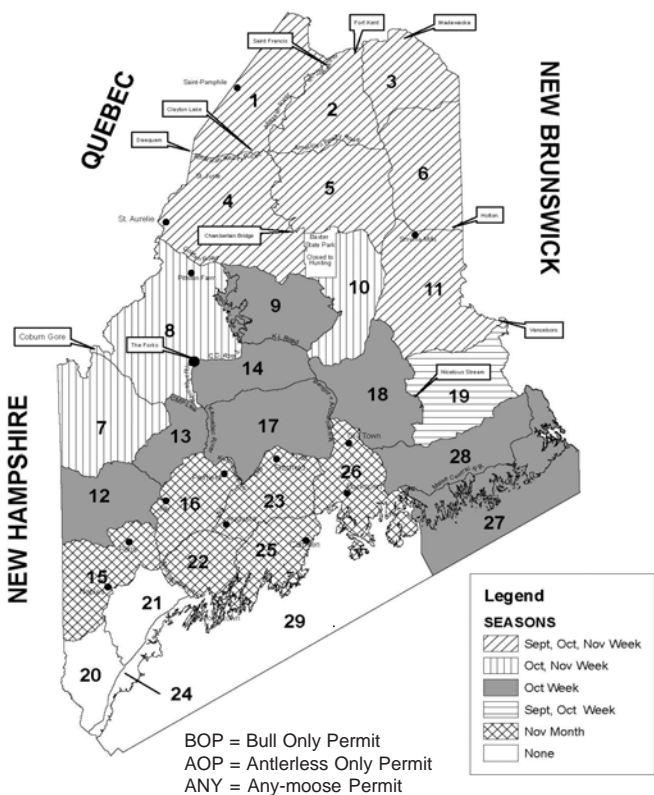 Fort Kent
Madawaska
Saint Francis
3
Saint-Pamphile
1
2
QUEBEC
NEW BRUNSWICK
Clayton Lake
Daaquam
6
5
4
St. Aurelie
Houlton
Chamberlain Bridge
Baxter
State Park
Closed to
Hunting
10
11
9
Vanceboro
8
Coburn Gore
The Forks
14
Nicatous Stream
18
19
7
NEW HAMPSHIRE
13
17
Town
28
12
26
16
23
27
22
25
15
21
29
20
24
Legend
SEASONS
Sept, Oct, Nov Week
Oct, Nov Week
Oct Week
Sept, Oct Week
Nov Month
None
BOP = Bull Only Permit
AOP = Antlerless Only Permit
ANY = Any-moose Permit